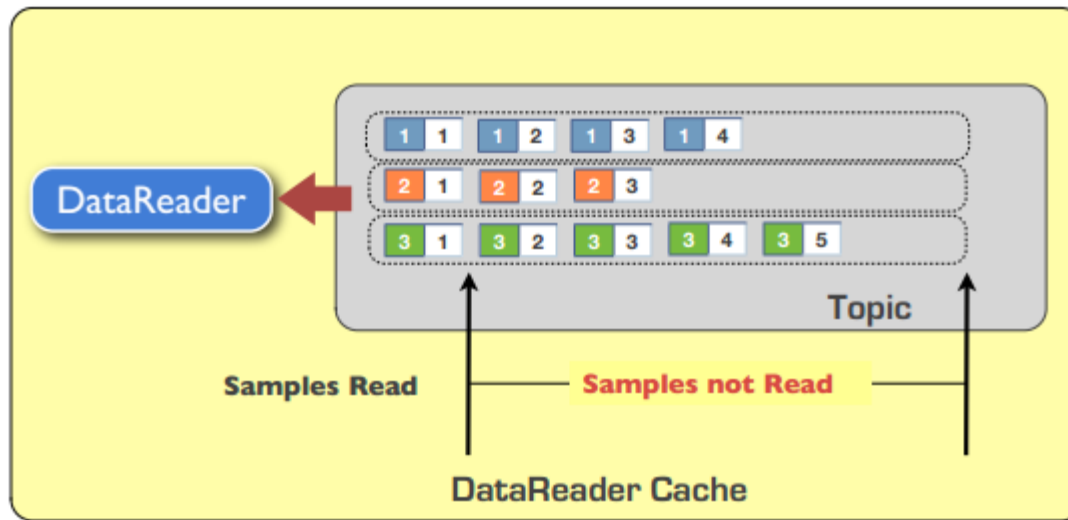 1 1 1 2 1 3 1 4
DataReader
2 1 2 2 2 3
3 1 3 2 3 3 3 4 3 5
Topic
Samples Read
Samples not Read
DataReader Cache